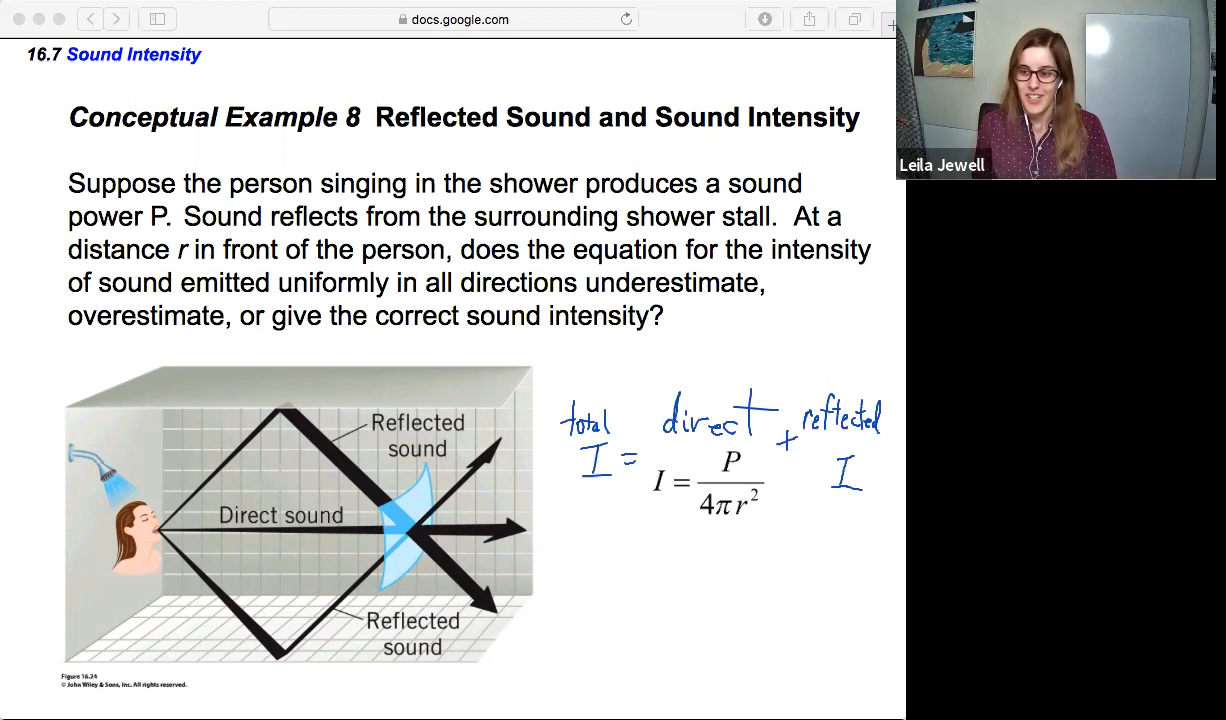 docs.google.com
16.7 Sound Intensity
Leila Jewell
Conceptual Example 8 Reflected Sound and Sound Intensity
Suppose the person singing in the shower produces a sound
power P. Sound reflects from the surrounding shower stall. At a
distance r in front of the person, does the equation for the intensity
of sound emitted uniformly in all directions underestimate,
overestimate, or give the correct sound intensity?
Reflected
sound
Direct sound
Reflected
sound
total
I =
direct
I = P / 4πr²
+
reflected
I
Figure 16.24
© John Wiley & Sons, Inc. All rights reserved.